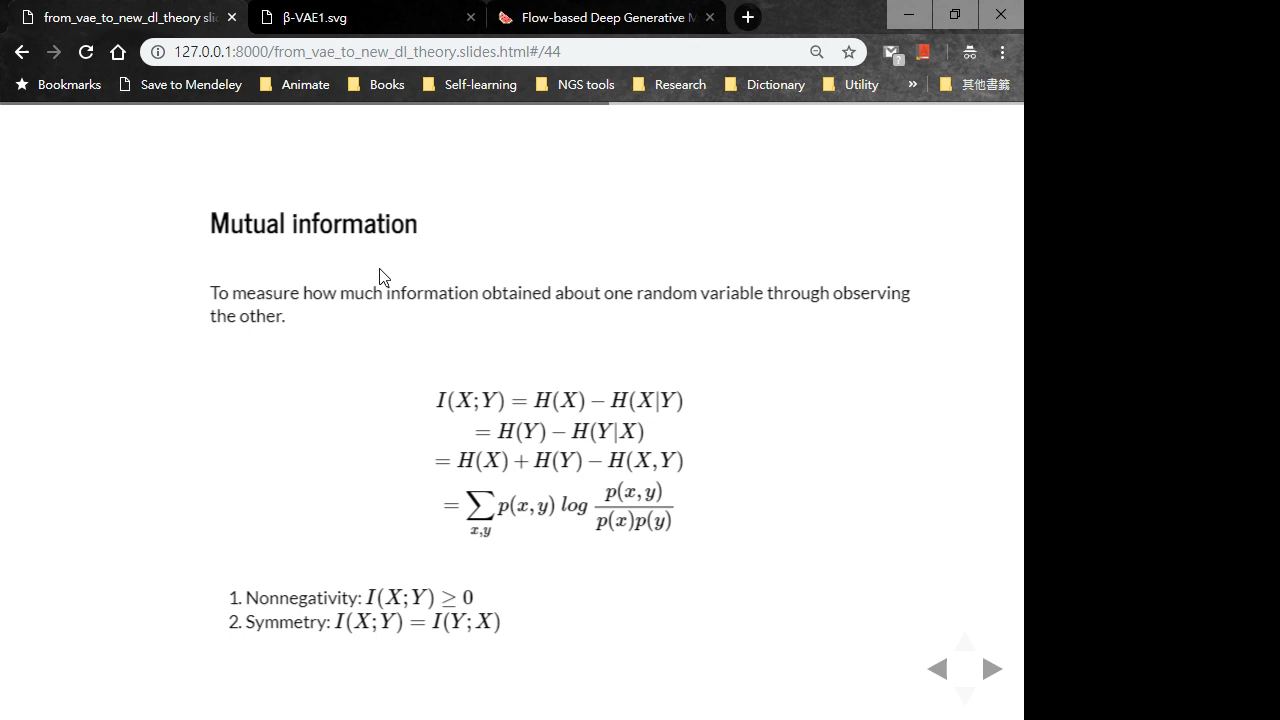 from_vae_to_new_dl_theory slid
β-VAE1.svg
Flow-based Deep Generative M
127.0.0.1:8000/from_vae_to_new_dl_theory.slides.html#/44
Bookmarks Save to Mendeley Animate Books Self-learning NGS tools Research Dictionary Utility » 其他書籤
Mutual information
To measure how much information obtained about one random variable through observing
the other.
I(X;Y) = H(X) − H(X|Y)
= H(Y) − H(Y|X)
= H(X) + H(Y) − H(X,Y)
= ∑_{x,y} p(x,y) log p(x,y) / p(x)p(y)
1. Nonnegativity: I(X;Y) ≥ 0
2. Symmetry: I(X;Y) = I(Y;X)